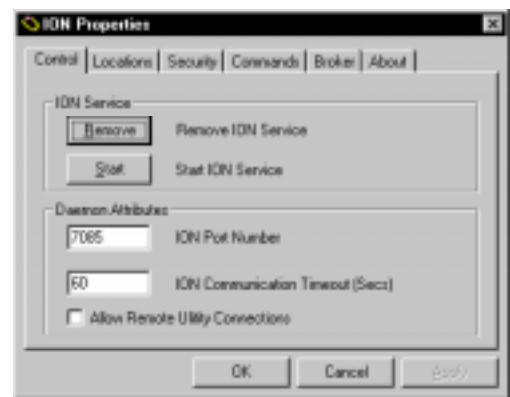 ION Properties
Control Locations Security Commands Broker About
ION Service
Remove Remove ION Service
Start Start ION Service
Daemon Attributes
7085 ION Port Number
60 ION Communication Timeout (Secs)
Allow Remote Utility Connections
OK Cancel Apply